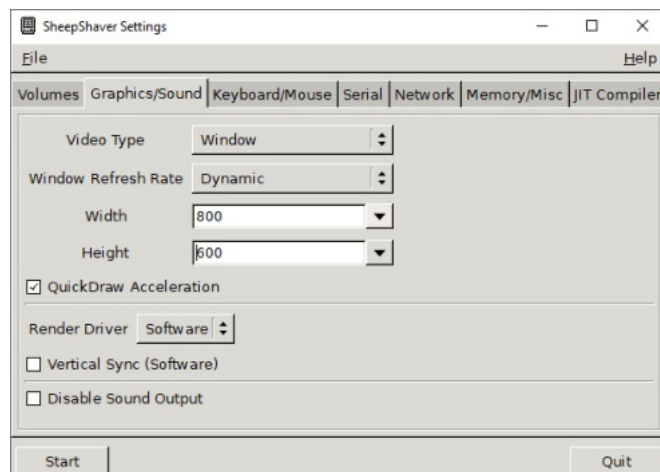 SheepShaver Settings
File Help
Volumes Graphics/Sound Keyboard/Mouse Serial Network Memory/Misc JIT Compiler
Video Type Window
Window Refresh Rate Dynamic
Width 800
Height 600
QuickDraw Acceleration
Render Driver Software
Vertical Sync (Software)
Disable Sound Output
Start Quit